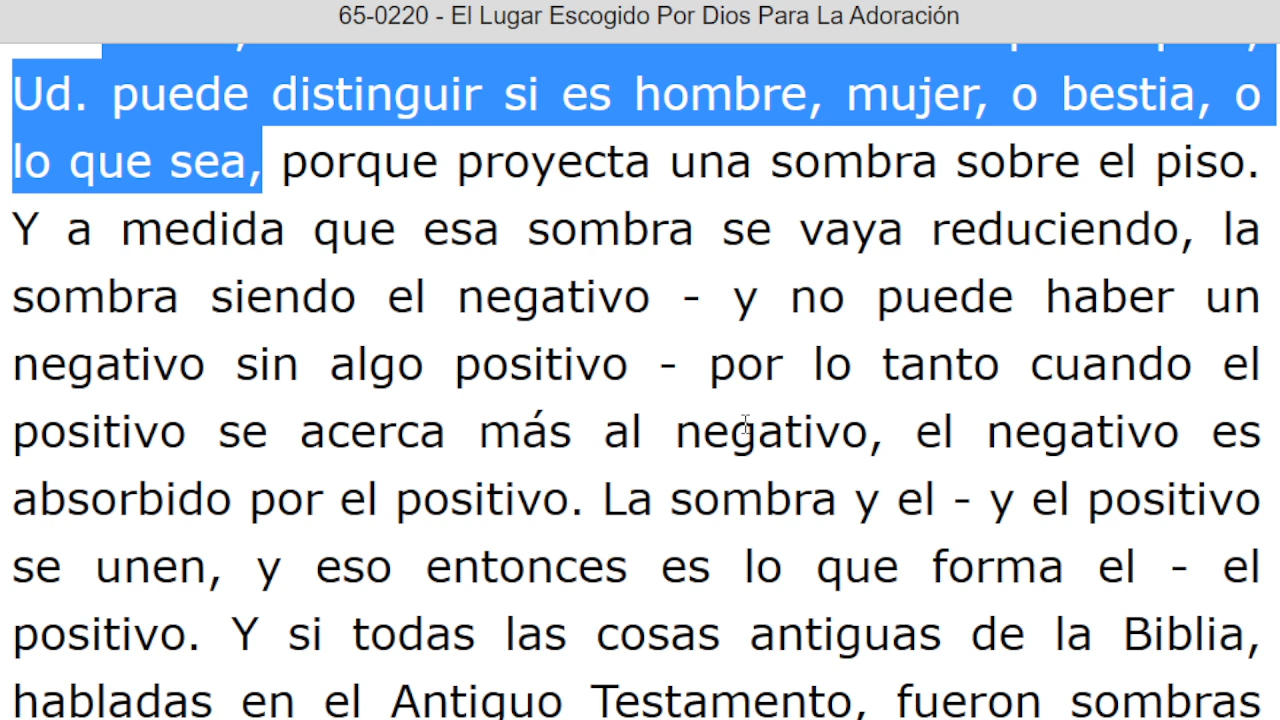 65-0220 - El Lugar Escogido Por Dios Para La Adoración
Ud. puede distinguir si es hombre, mujer, o bestia, o
lo que sea, porque proyecta una sombra sobre el piso.
Y a medida que esa sombra se vaya reduciendo, la
sombra siendo el negativo - y no puede haber un
negativo sin algo positivo - por lo tanto cuando el
positivo se acerca más al negativo, el negativo es
absorbido por el positivo. La sombra y el - y el positivo
se unen, y eso entonces es lo que forma el - el
positivo. Y si todas las cosas antiguas de la Biblia,
habladas en el Antiguo Testamento, fueron sombras